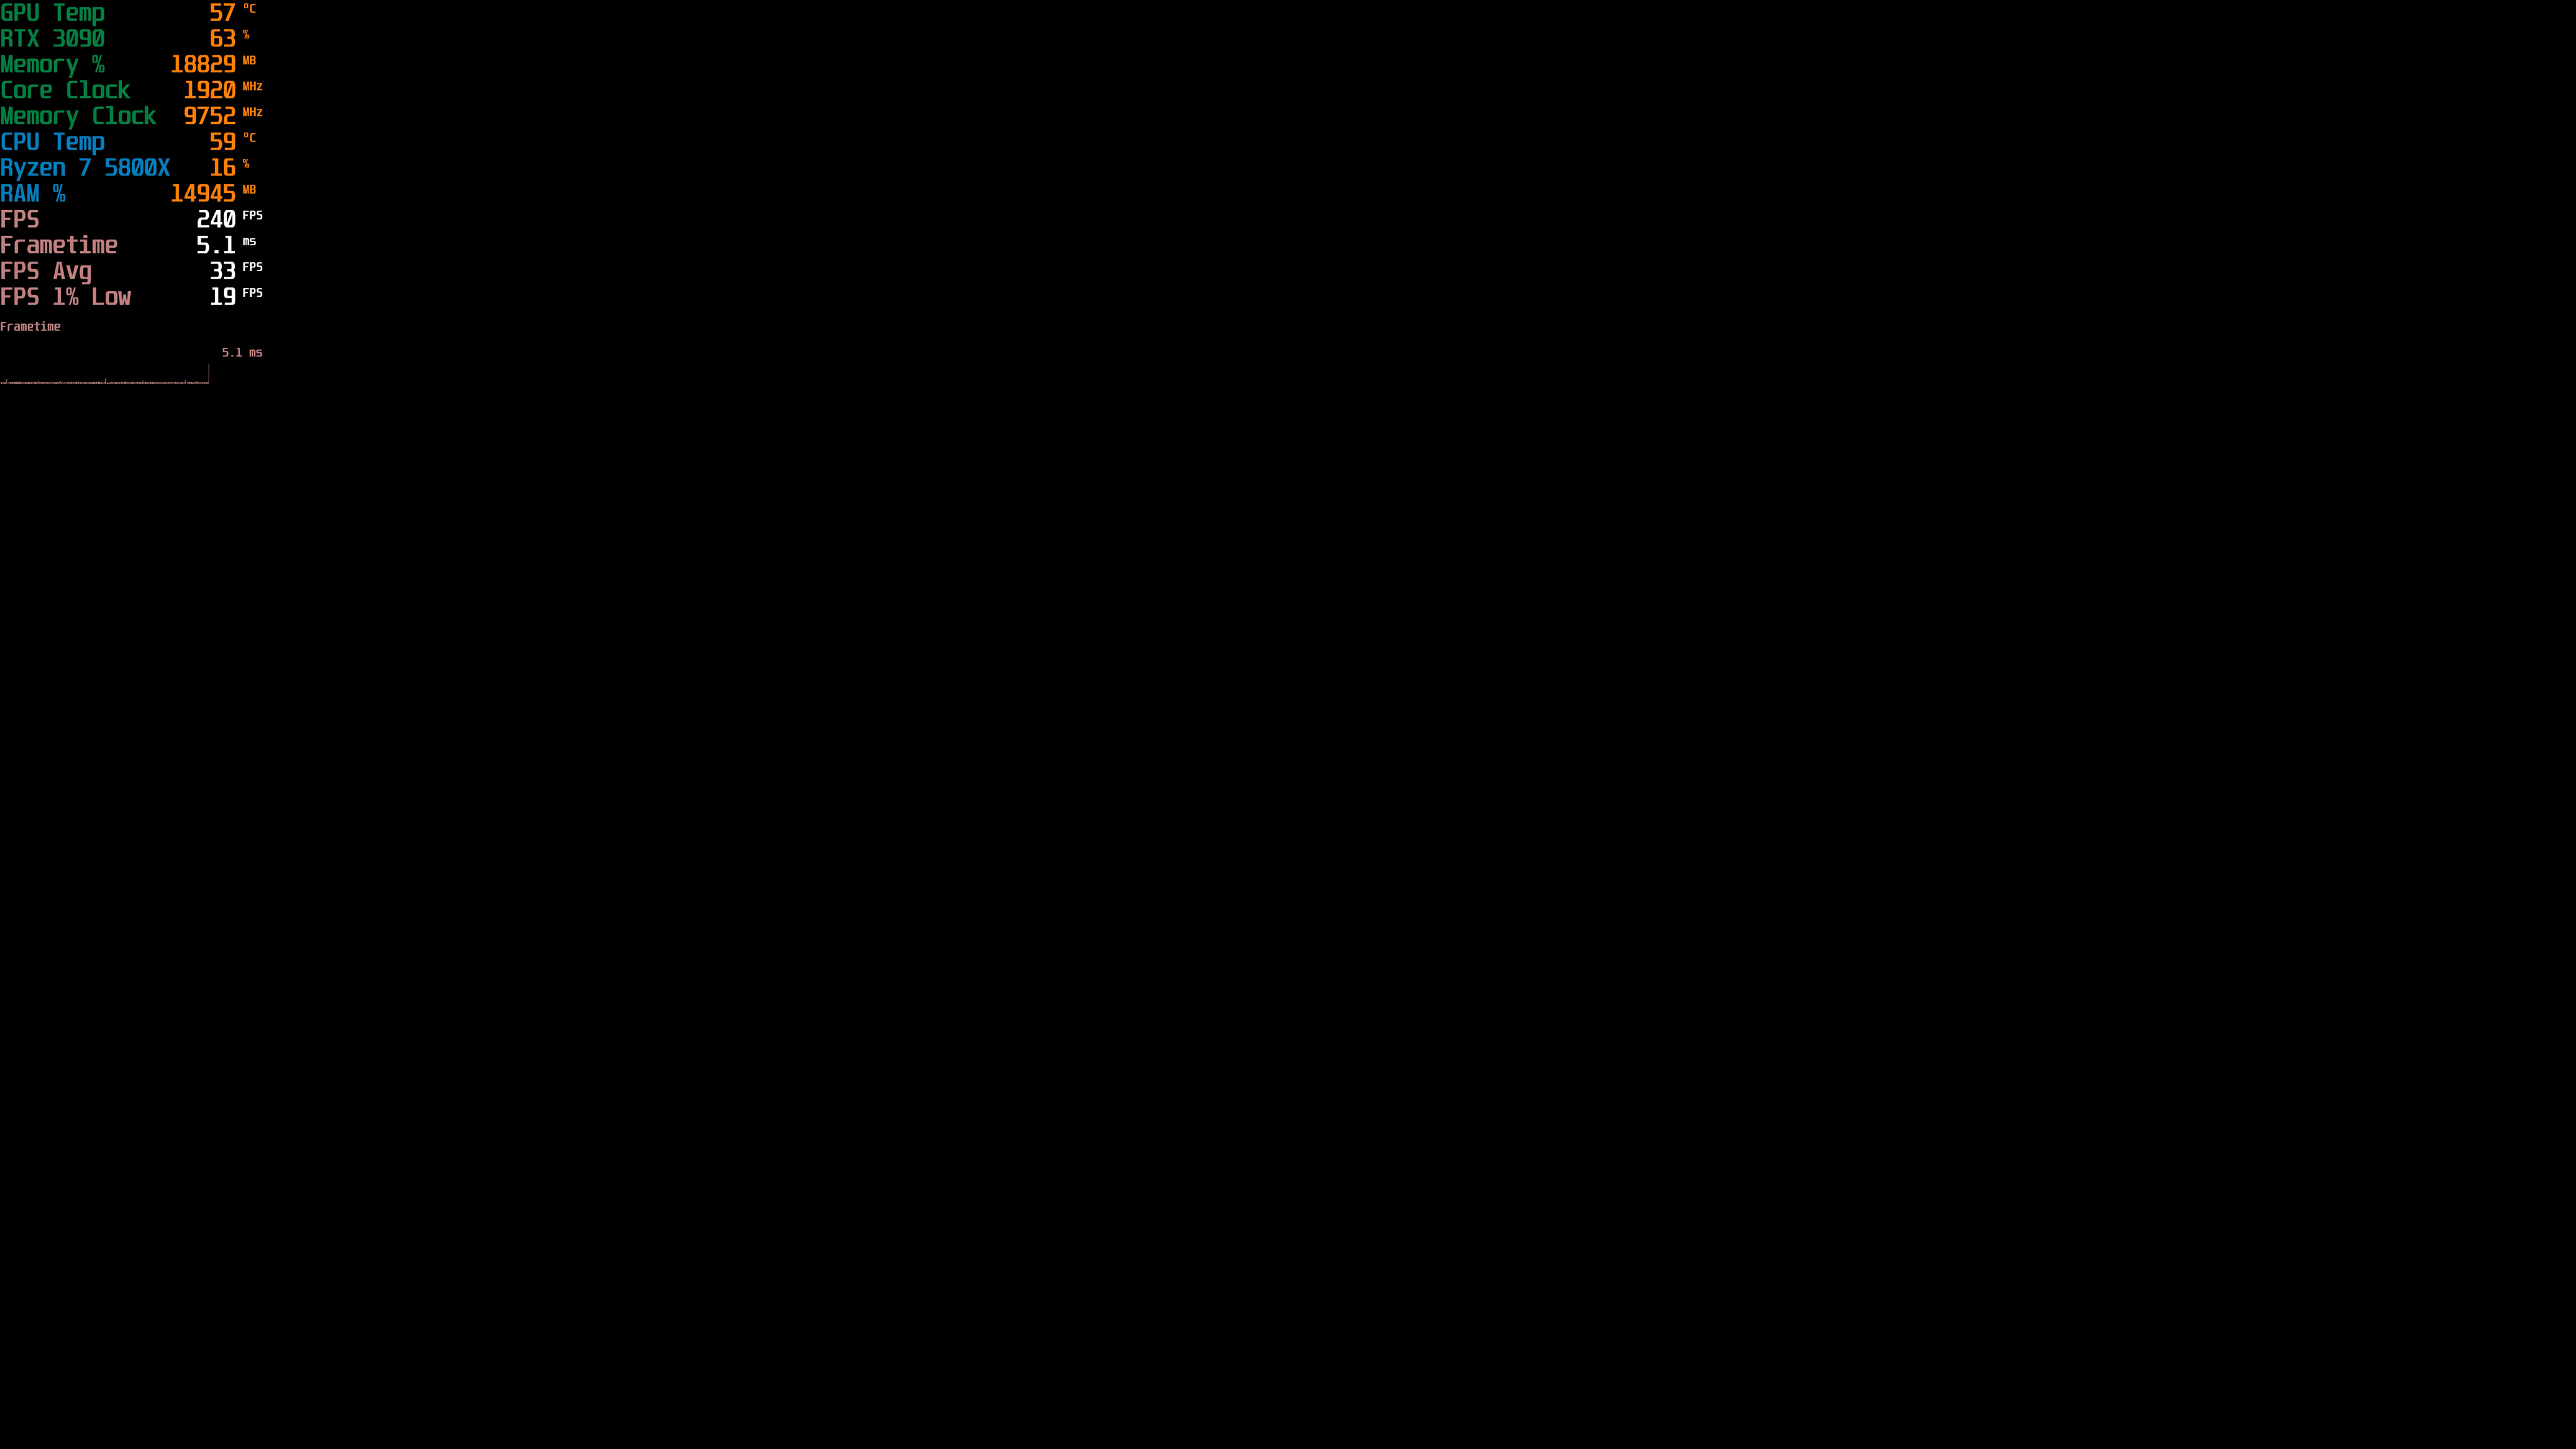 GPU Temp 57 °C
RTX 3090 63 %
Memory % 18829 MB
Core Clock 1920 MHz
Memory Clock 9752 MHz
CPU Temp 59 °C
Ryzen 7 5800X 16 %
RAM % 14945 MB
FPS 240 FPS
Frametime 5.1 ms
FPS Avg 33 FPS
FPS 1% Low 19 FPS
Frametime
5.1 ms